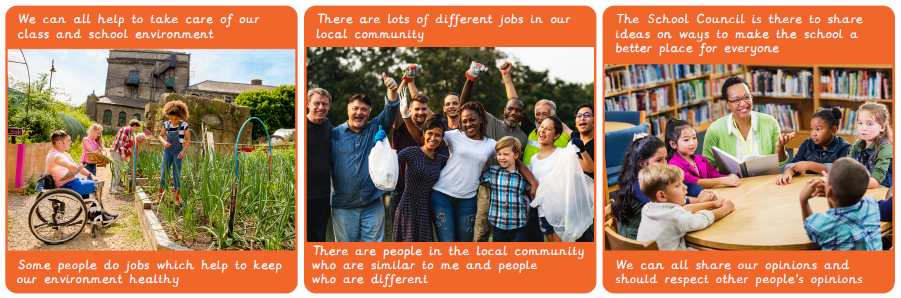 We can all help to take care of our
class and school environment
Some people do jobs which help to keep
our environment healthy
There are lots of different jobs in our
local community
There are people in the local community
who are similar to me and people
who are different
The School Council is there to share
ideas on ways to make the school a
better place for everyone
We can all share our opinions and
should respect other people's opinions